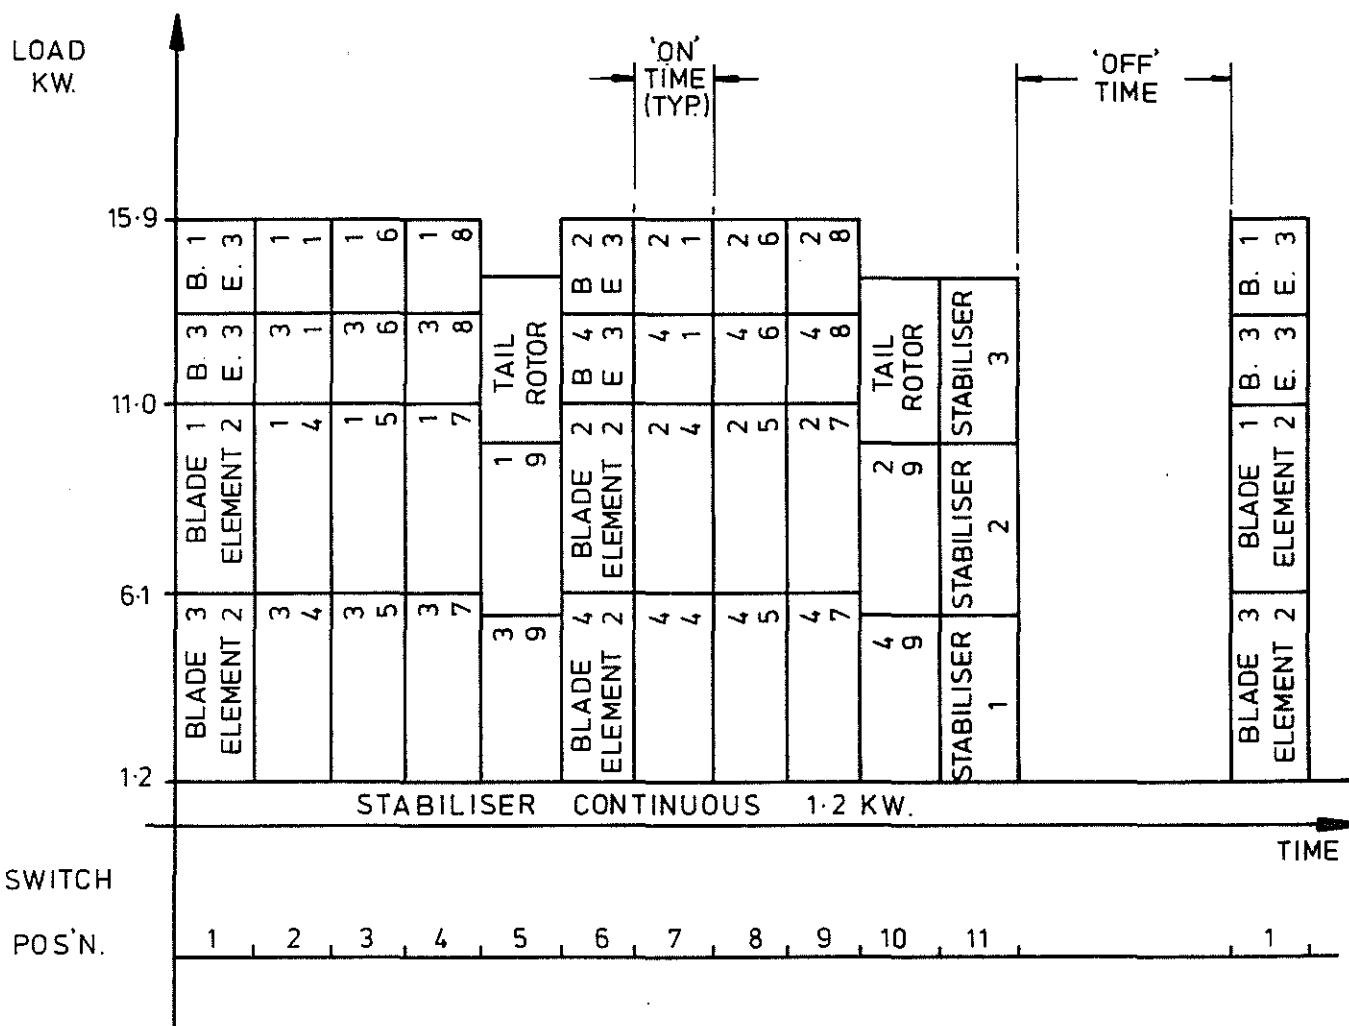 LOAD
KW.
'ON'
TIME
(TYP.)
'OFF'
TIME
15·9
11·0
6·1
1·2
B. 1
E. 3
1
1
1
6
1
8
B 2
E 3
2
1
2
6
2
8
B. 1
E. 3
B. 3
E. 3
3
1
3
6
3
8
TAIL
ROTOR
B 4
E 3
4
1
4
6
4
8
TAIL
ROTOR
STABILISER
3
B. 3
E. 3
BLADE 1
ELEMENT 2
1
4
1
5
1
7
1
9
BLADE 2
ELEMENT 2
2
4
2
5
2
7
2
9
STABILISER
2
BLADE 1
ELEMENT 2
BLADE 3
ELEMENT 2
3
4
3
5
3
7
3
9
BLADE 4
ELEMENT 2
4
4
4
5
4
7
4
9
STABILISER
1
BLADE 3
ELEMENT 2
STABILISER CONTINUOUS 1·2 KW.
TIME
SWITCH
POS'N. 1 2 3 4 5 6 7 8 9 10 11 1